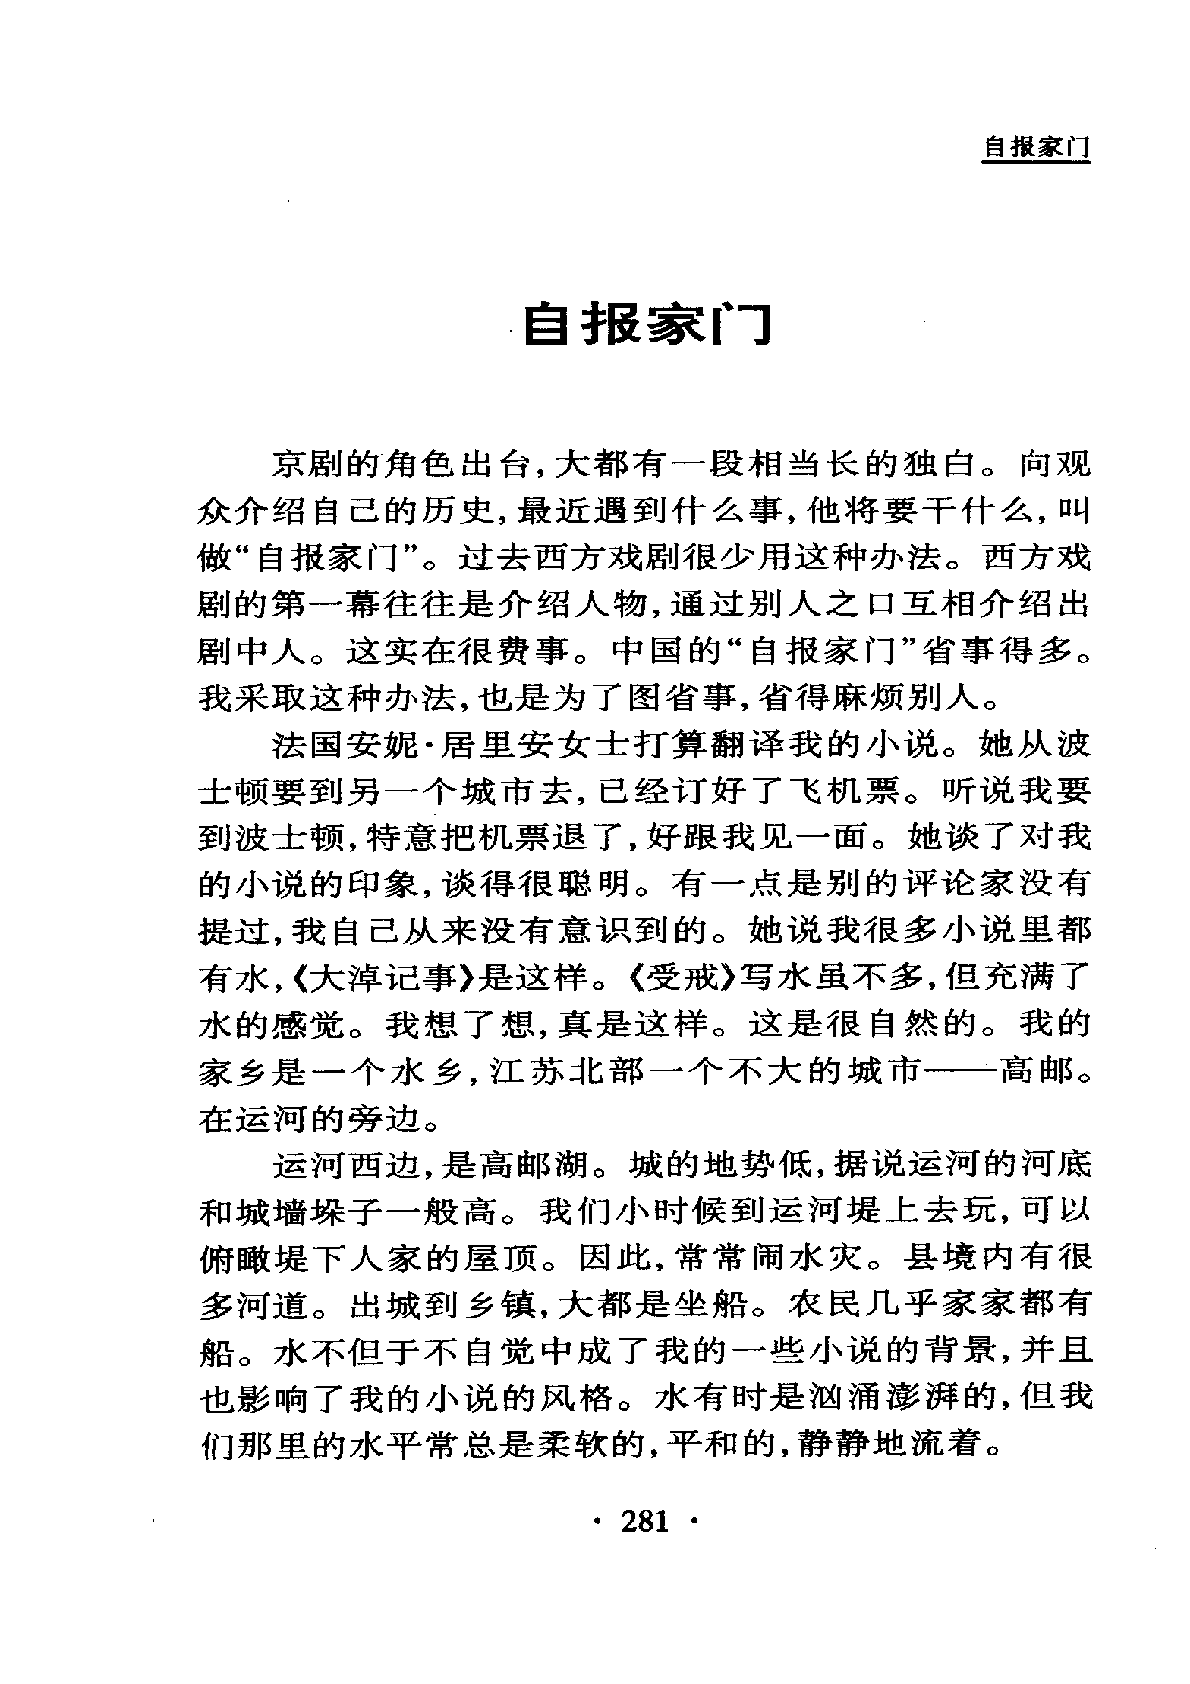 自报家门
自报家门
京剧的角色出台,大都有一段相当长的独白。向观
众介绍自己的历史,最近遇到什么事,他将要干什么,叫
做“自报家门”。过去西方戏剧很少用这种办法。西方戏
剧的第一幕往往是介绍人物,通过别人之口互相介绍出
剧中人。这实在很费事。中国的“自报家门”省事得多。
我采取这种办法,也是为了图省事,省得麻烦别人。
法国安妮·居里安女士打算翻译我的小说。她从波
士顿要到另一个城市去,已经订好了飞机票。听说我要
到波士顿,特意把机票退了,好跟我见一面。她谈了对我
的小说的印象,谈得很聪明。有一点是别的评论家没有
提过,我自己从来没有意识到的。她说我很多小说里都
有水,《大淖记事》是这样。《受戒》写水虽不多,但充满了
水的感觉。我想了想,真是这样。这是很自然的。我的
家乡是一个水乡,江苏北部一个不大的城市——高邮。
在运河的旁边。
运河西边,是高邮湖。城的地势低,据说运河的河底
和城墙垛子一般高。我们小时候到运河堤上去玩,可以
俯瞰堤下人家的屋顶。因此,常常闹水灾。县境内有很
多河道。出城到乡镇,大都是坐船。农民几乎家家都有
船。水不但于不自觉中成了我的一些小说的背景,并且
也影响了我的小说的风格。水有时是汹涌澎湃的,但我
们那里的水平常总是柔软的,平和的,静静地流着。
· 281 ·